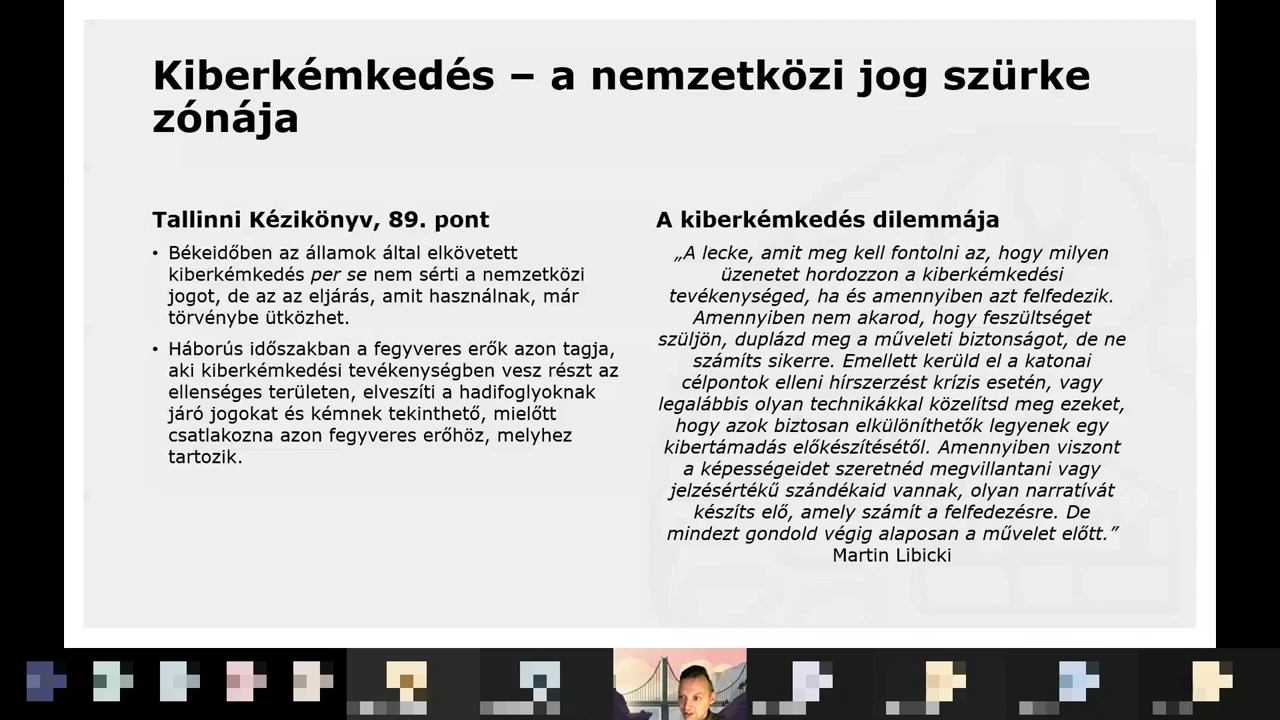 Kiberkémkedés – a nemzetközi jog szürke
zónája
Tallinni Kézikönyv, 89. pont
• Békeidőben az államok által elkövetett
kiberkémkedés per se nem sérti a nemzetközi
jogot, de az az eljárás, amit használnak, már
törvénybe ütközhet.
• Háborús időszakban a fegyveres erők azon tagja,
aki kiberkémkedési tevékenységben vesz részt az
ellenséges területen, elveszíti a hadifoglyoknak
járó jogokat és kémnek tekinthető, mielőtt
csatlakozna azon fegyveres erőhöz, melyhez
tartozik.
A kiberkémkedés dilemmája
„A lecke, amit meg kell fontolni az, hogy milyen
üzenetet hordozzon a kiberkémkedési
tevékenységed, ha és amennyiben azt felfedezik.
Amennyiben nem akarod, hogy feszültséget
szüljön, duplázd meg a műveleti biztonságot, de ne
számíts sikerre. Emellett kerüld el a katonai
célpontok elleni hírszerzést krízis esetén, vagy
legalábbis olyan technikákkal közelítsd meg ezeket,
hogy azok biztosan elkülöníthetők legyenek egy
kibertámadás előkészítésétől. Amennyiben viszont
a képességeidet szeretnéd megvillantani vagy
jelzésértékű szándékaid vannak, olyan narratívát
készíts elő, amely számít a felfedezésre. De
mindezt gondold végig alaposan a művelet előtt.”
Martin Libicki